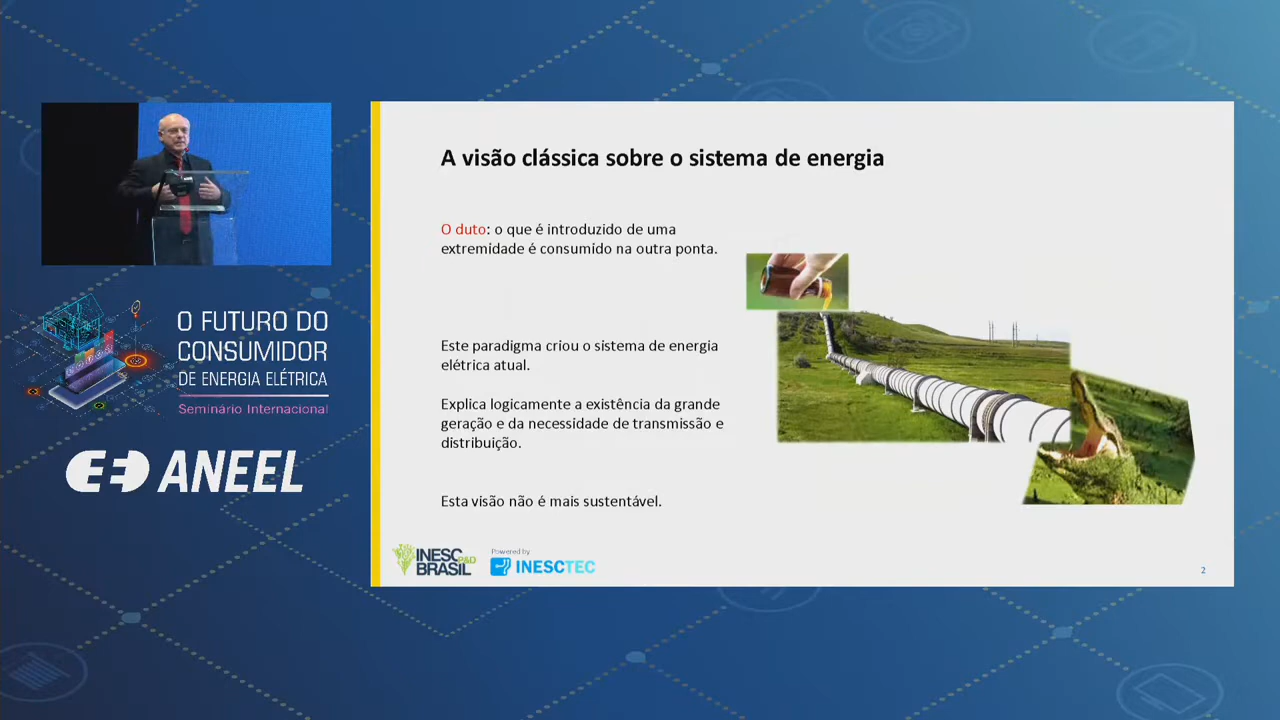 O FUTURO DO
CONSUMIDOR
DE ENERGIA ELÉTRICA
Seminário Internacional
ANEEL
A visão clássica sobre o sistema de energia
O duto: o que é introduzido de uma
extremidade é consumido na outra ponta.
Este paradigma criou o sistema de energia
elétrica atual.
Explica logicamente a existência da grande
geração e da necessidade de transmissão e
distribuição.
Esta visão não é mais sustentável.
INESC P&D
BRASIL
Powered by
INESCTEC
2